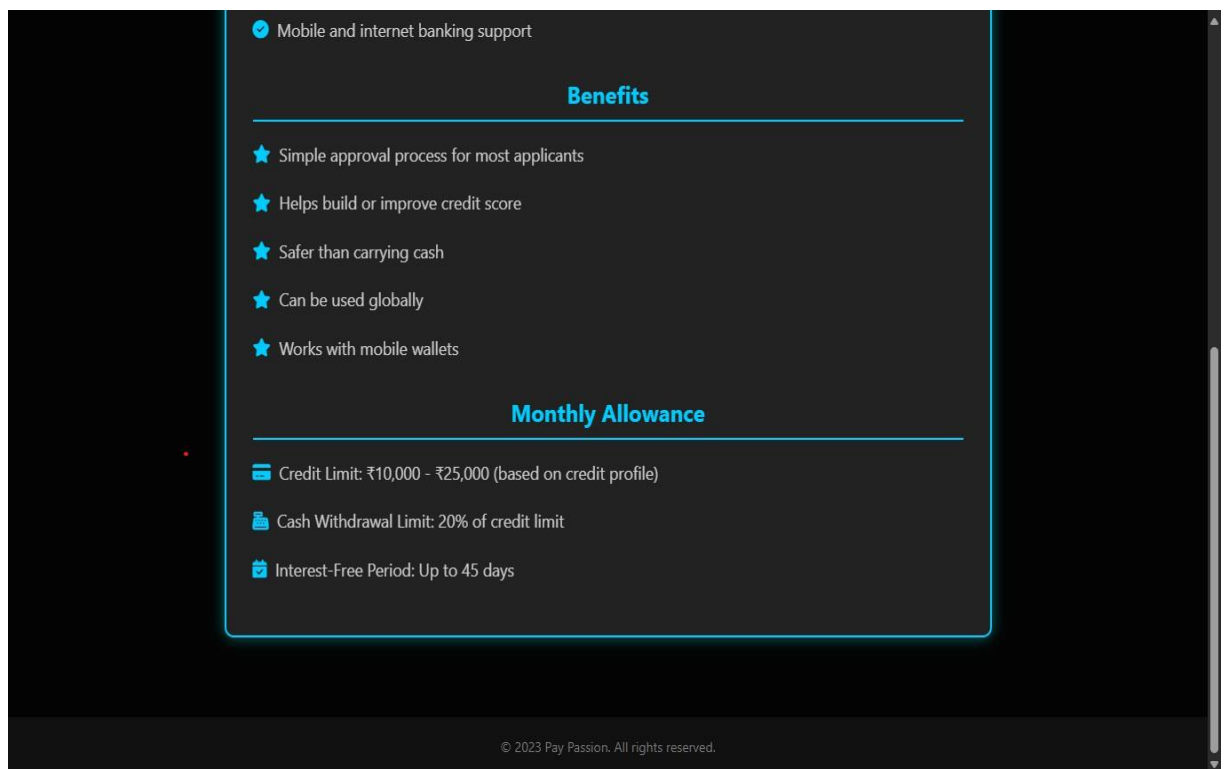 Mobile and internet banking support
Benefits
Simple approval process for most applicants
Helps build or improve credit score
Safer than carrying cash
Can be used globally
Works with mobile wallets
Monthly Allowance
Credit Limit: ₹10,000 - ₹25,000 (based on credit profile)
Cash Withdrawal Limit: 20% of credit limit
Interest-Free Period: Up to 45 days
© 2023 Pay Passion. All rights reserved.